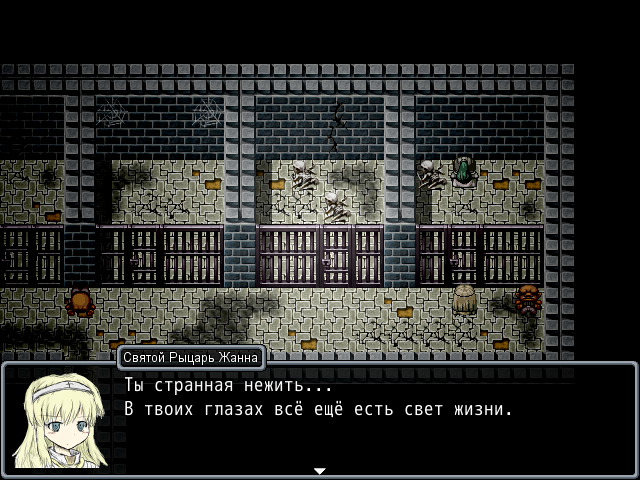 Святой Рыцарь Жанна
Ты странная нежить...
В твоих глазах всё ещё есть свет жизни.